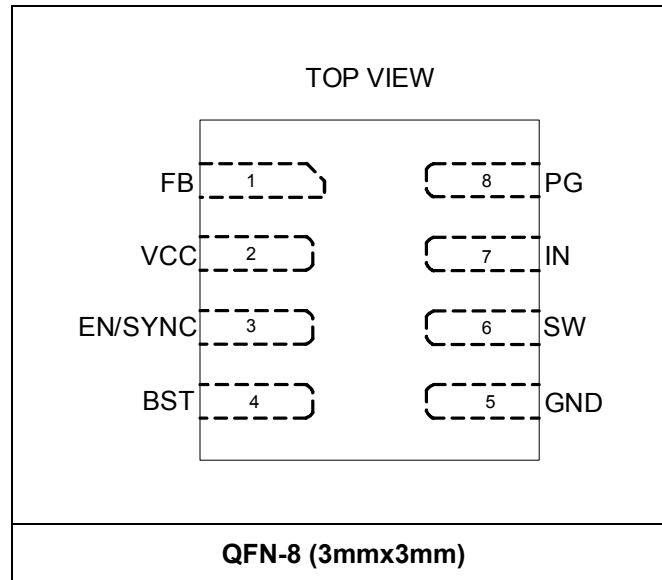 TOP VIEW
FB 1 8 PG
VCC 2 7 IN
EN/SYNC 3 6 SW
BST 4 5 GND
QFN-8 (3mmx3mm)